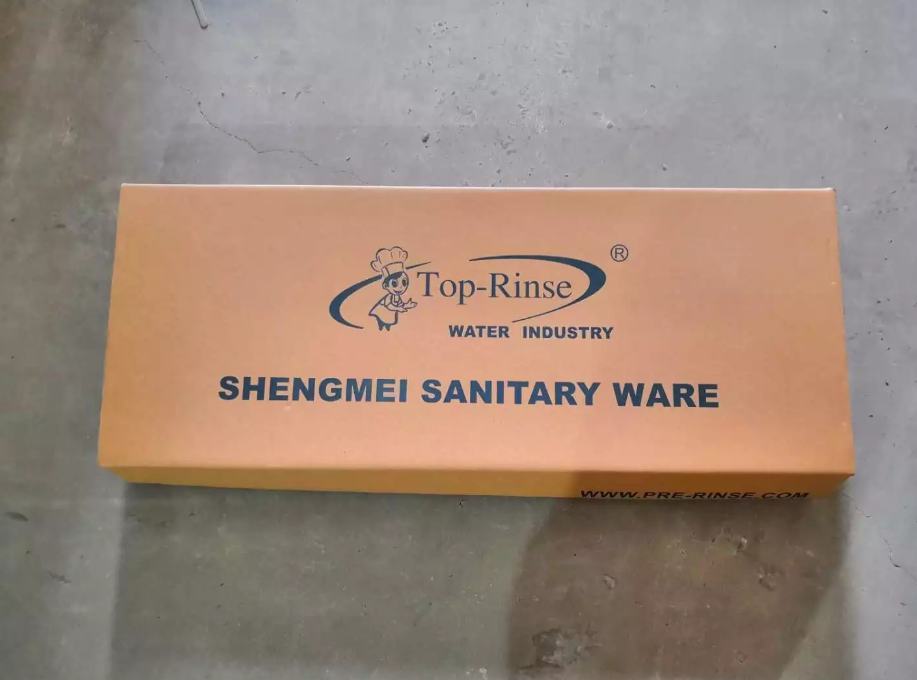 Top-Rinse ®
WATER INDUSTRY
SHENGMEI SANITARY WARE
WWW.PRE-RINSE.COM